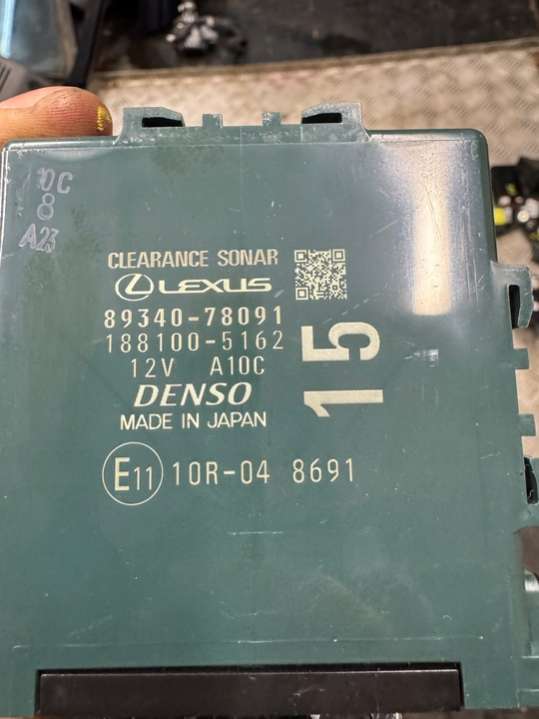 10C
8
A23
CLEARANCE SONAR
LEXUS
89340-78091
188100-5162
12V A10C
DENSO
MADE IN JAPAN
15
E11 10R-04 8691